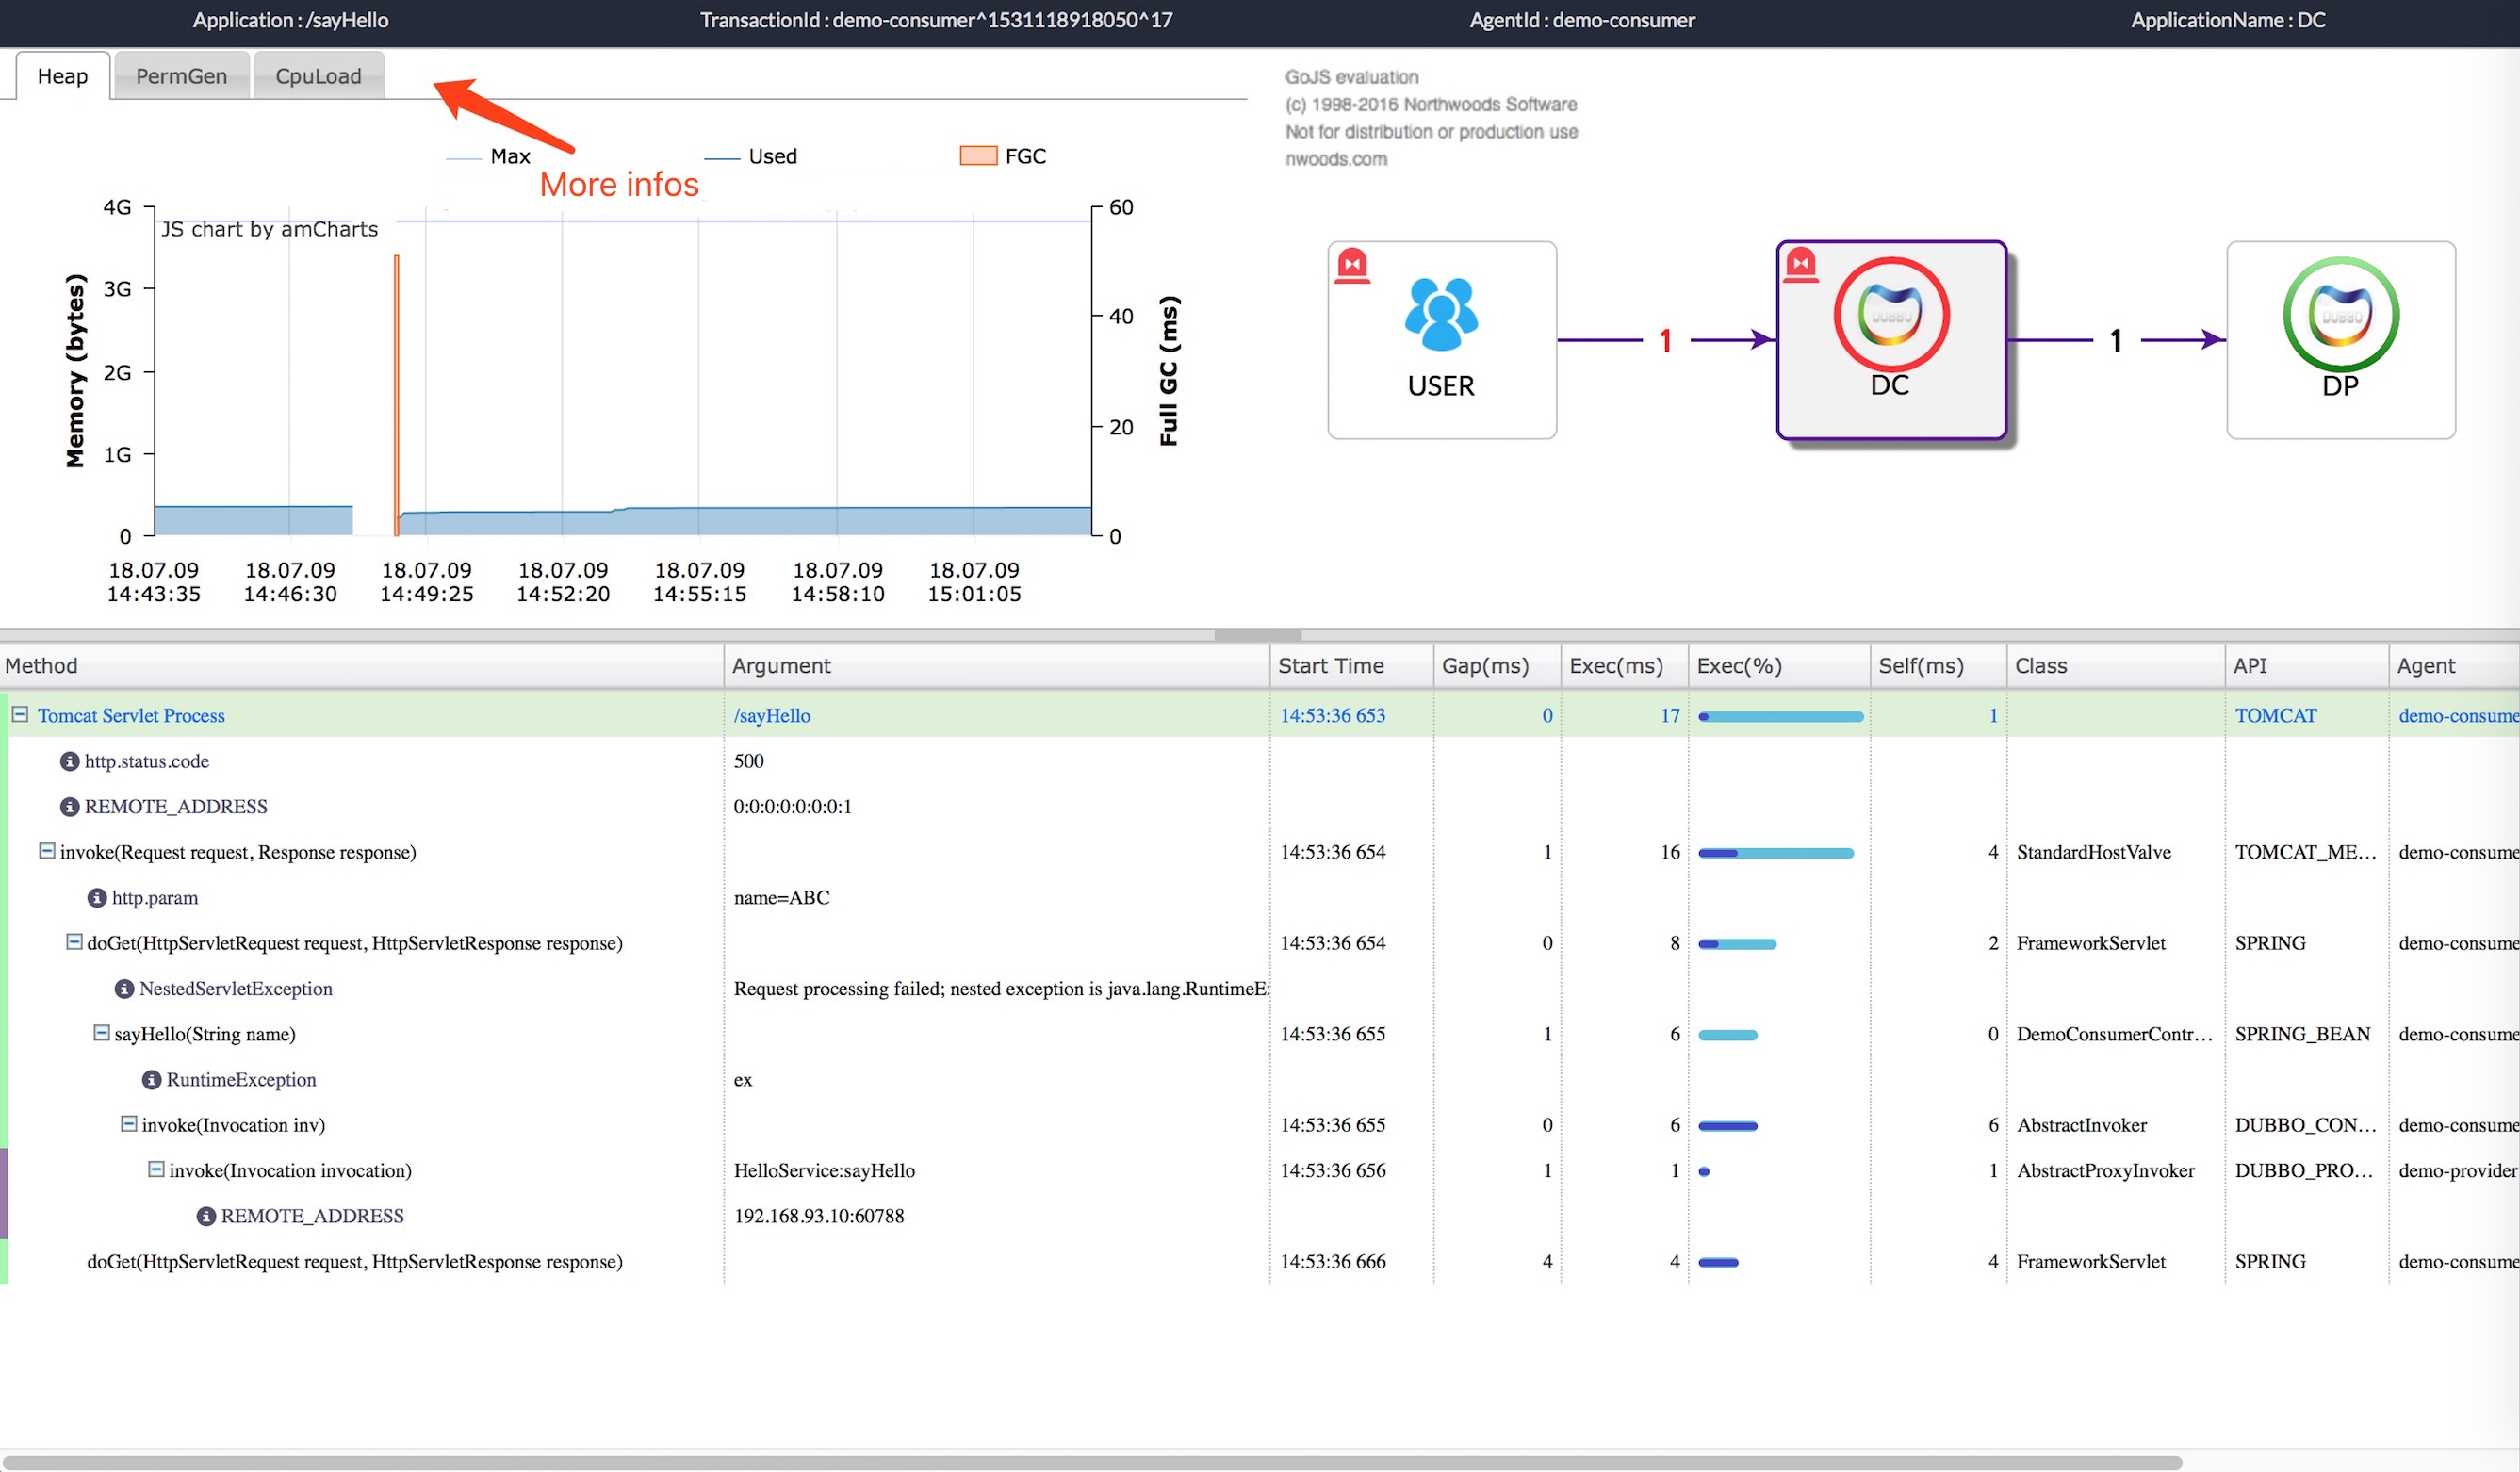 Application : /sayHello TransactionId : demo-consumer^1531118918050^17 AgentId : demo-consumer ApplicationName : DC
Heap PermGen CpuLoad
More infos
Max Used FGC
JS chart by amCharts
Memory (bytes)
4G
3G
2G
1G
0
Full GC (ms)
60
40
20
0
18.07.09 18.07.09 18.07.09 18.07.09 18.07.09 18.07.09 18.07.09
14:43:35 14:46:30 14:49:25 14:52:20 14:55:15 14:58:10 15:01:05
GoJS evaluation
(c) 1998-2016 Northwoods Software
Not for distribution or production use
nwoods.com
USER 1 DUBBO DC 1 DUBBO DP
Method Argument Start Time Gap(ms) Exec(ms) Exec(%) Self(ms) Class API Agent
Tomcat Servlet Process /sayHello 14:53:36 653 0 17 1 TOMCAT demo-consume
http.status.code 500
REMOTE_ADDRESS 0:0:0:0:0:0:0:1
invoke(Request request, Response response) 14:53:36 654 1 16 4 StandardHostValve TOMCAT_ME... demo-consume
http.param name=ABC
doGet(HttpServletRequest request, HttpServletResponse response) 14:53:36 654 0 8 2 FrameworkServlet SPRING demo-consume
NestedServletException Request processing failed; nested exception is java.lang.RuntimeE
sayHello(String name) 14:53:36 655 1 6 0 DemoConsumerContr... SPRING_BEAN demo-consume
RuntimeException ex
invoke(Invocation inv) 14:53:36 655 0 6 6 AbstractInvoker DUBBO_CON... demo-consume
invoke(Invocation invocation) HelloService:sayHello 14:53:36 656 1 1 1 AbstractProxyInvoker DUBBO_PRO... demo-provider
REMOTE_ADDRESS 192.168.93.10:60788
doGet(HttpServletRequest request, HttpServletResponse response) 14:53:36 666 4 4 4 FrameworkServlet SPRING demo-consume